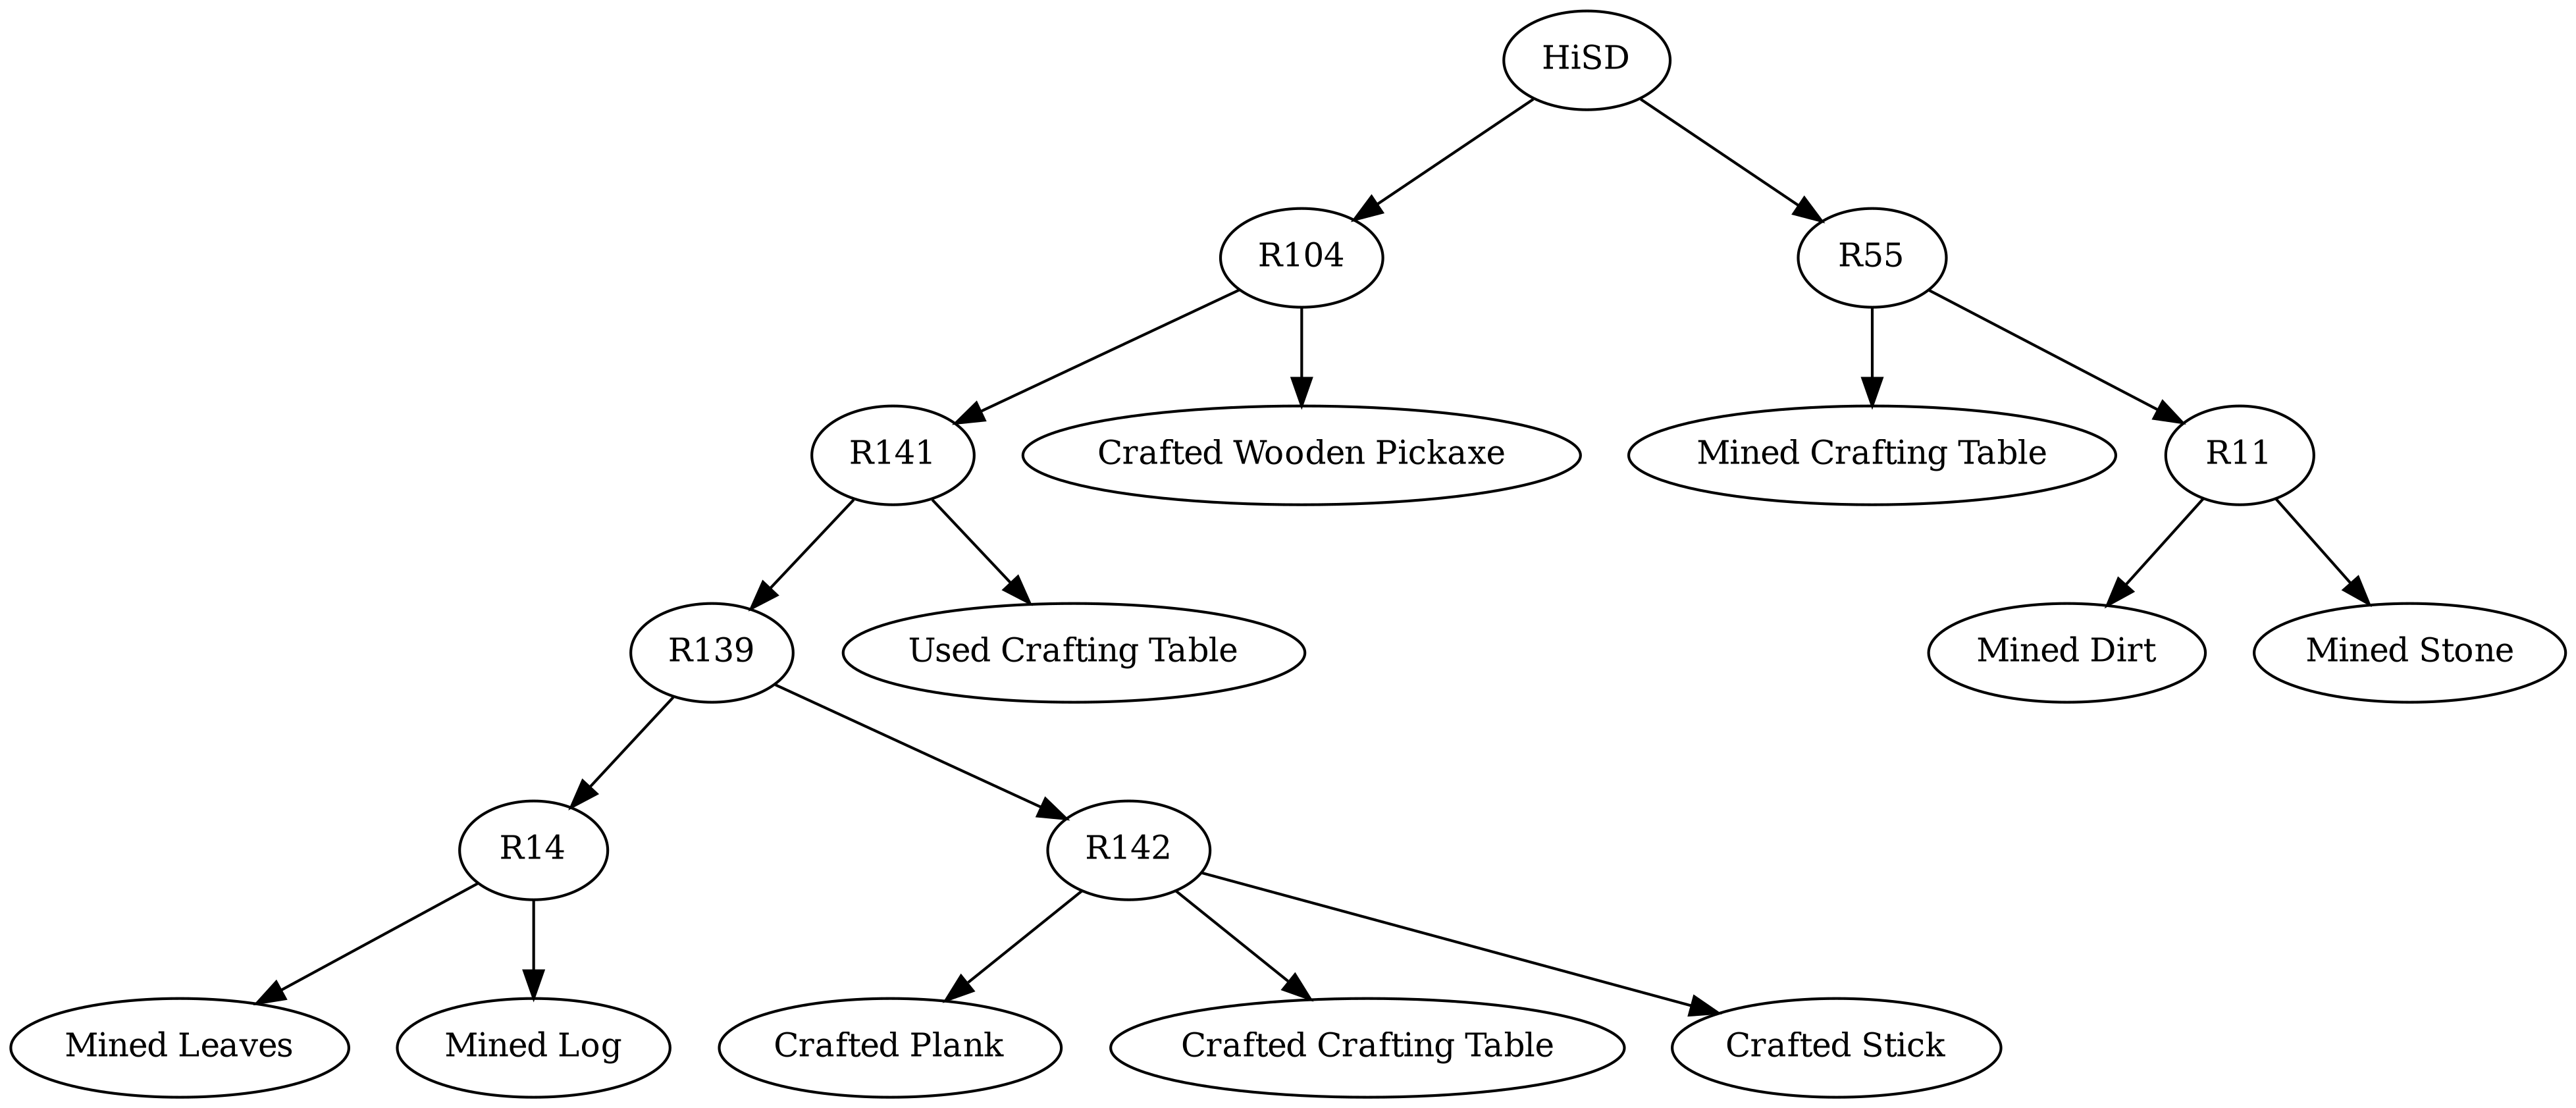 HiSD
R104
R55
R141
Crafted Wooden Pickaxe
Mined Crafting Table
R11
R139
Used Crafting Table
Mined Dirt
Mined Stone
R14
R142
Mined Leaves
Mined Log
Crafted Plank
Crafted Crafting Table
Crafted Stick